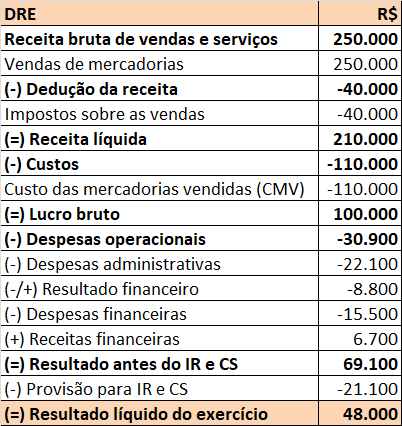 DRE R$
Receita bruta de vendas e serviços 250.000
Vendas de mercadorias 250.000
(-) Dedução da receita -40.000
Impostos sobre as vendas -40.000
(=) Receita líquida 210.000
(-) Custos -110.000
Custo das mercadorias vendidas (CMV) -110.000
(=) Lucro bruto 100.000
(-) Despesas operacionais -30.900
(-) Despesas administrativas -22.100
(-/+) Resultado financeiro -8.800
(-) Despesas financeiras -15.500
(+) Receitas financeiras 6.700
(=) Resultado antes do IR e CS 69.100
(-) Provisão para IR e CS -21.100
(=) Resultado líquido do exercício 48.000